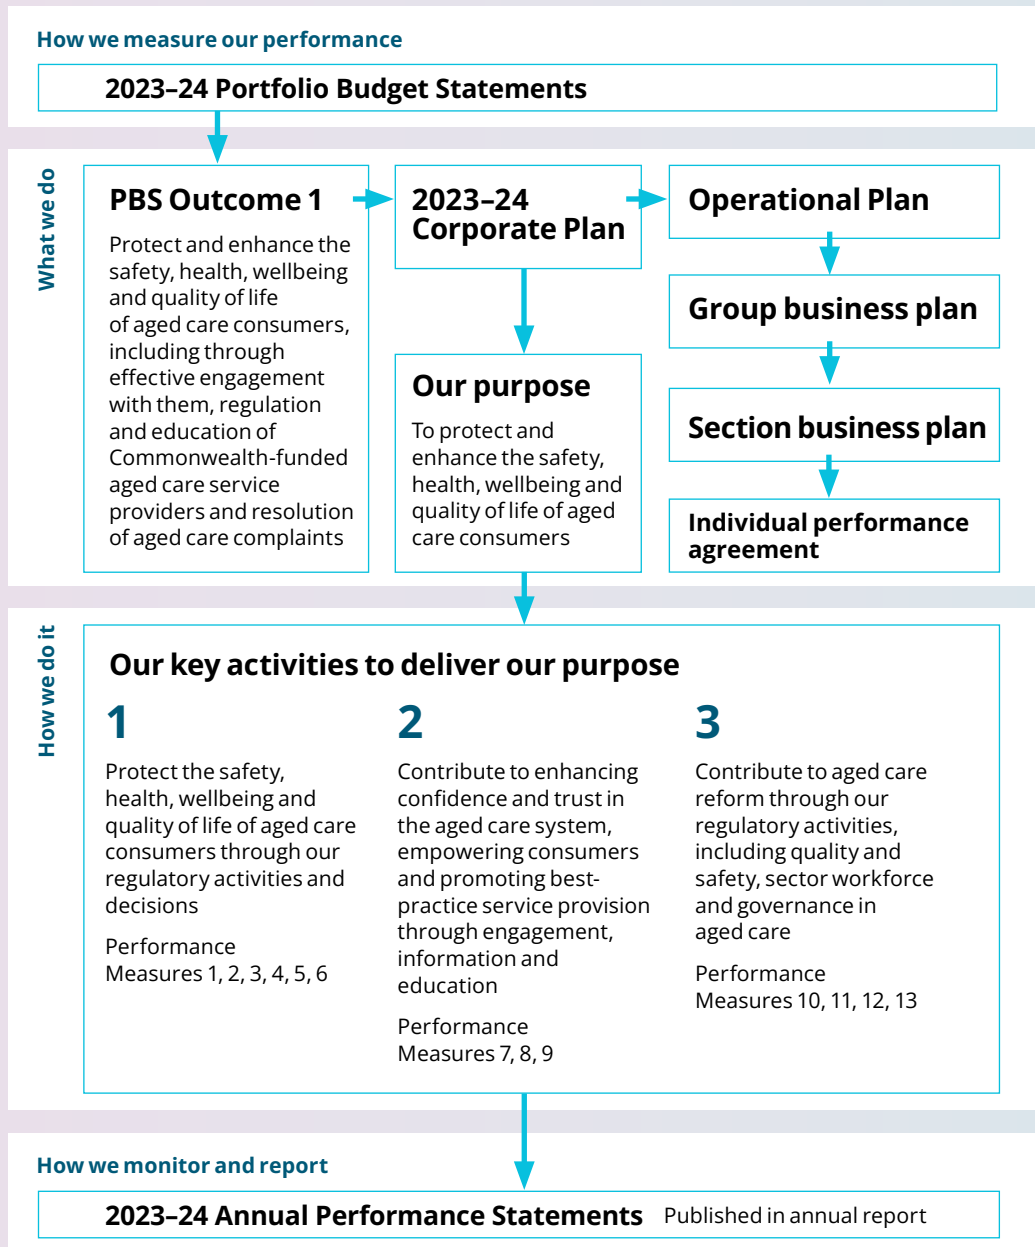 How we measure our performance
2023–24 Portfolio Budget Statements
What we do
PBS Outcome 1
Protect and enhance the
safety, health, wellbeing
and quality of life
of aged care consumers,
including through
effective engagement
with them, regulation
and education of
Commonwealth-funded
aged care service
providers and resolution
of aged care complaints
2023–24
Corporate Plan
Our purpose
To protect and
enhance the safety,
health, wellbeing and
quality of life of aged
care consumers
Operational Plan
Group business plan
Section business plan
Individual performance
agreement
How we do it
Our key activities to deliver our purpose
1
Protect the safety,
health, wellbeing and
quality of life of aged care
consumers through our
regulatory activities and
decisions
Performance
Measures 1, 2, 3, 4, 5, 6
2
Contribute to enhancing
confidence and trust in
the aged care system,
empowering consumers
and promoting best-
practice service provision
through engagement,
information and
education
Performance
Measures 7, 8, 9
3
Contribute to aged care
reform through our
regulatory activities,
including quality and
safety, sector workforce
and governance in
aged care
Performance
Measures 10, 11, 12, 13
How we monitor and report
2023–24 Annual Performance Statements Published in annual report